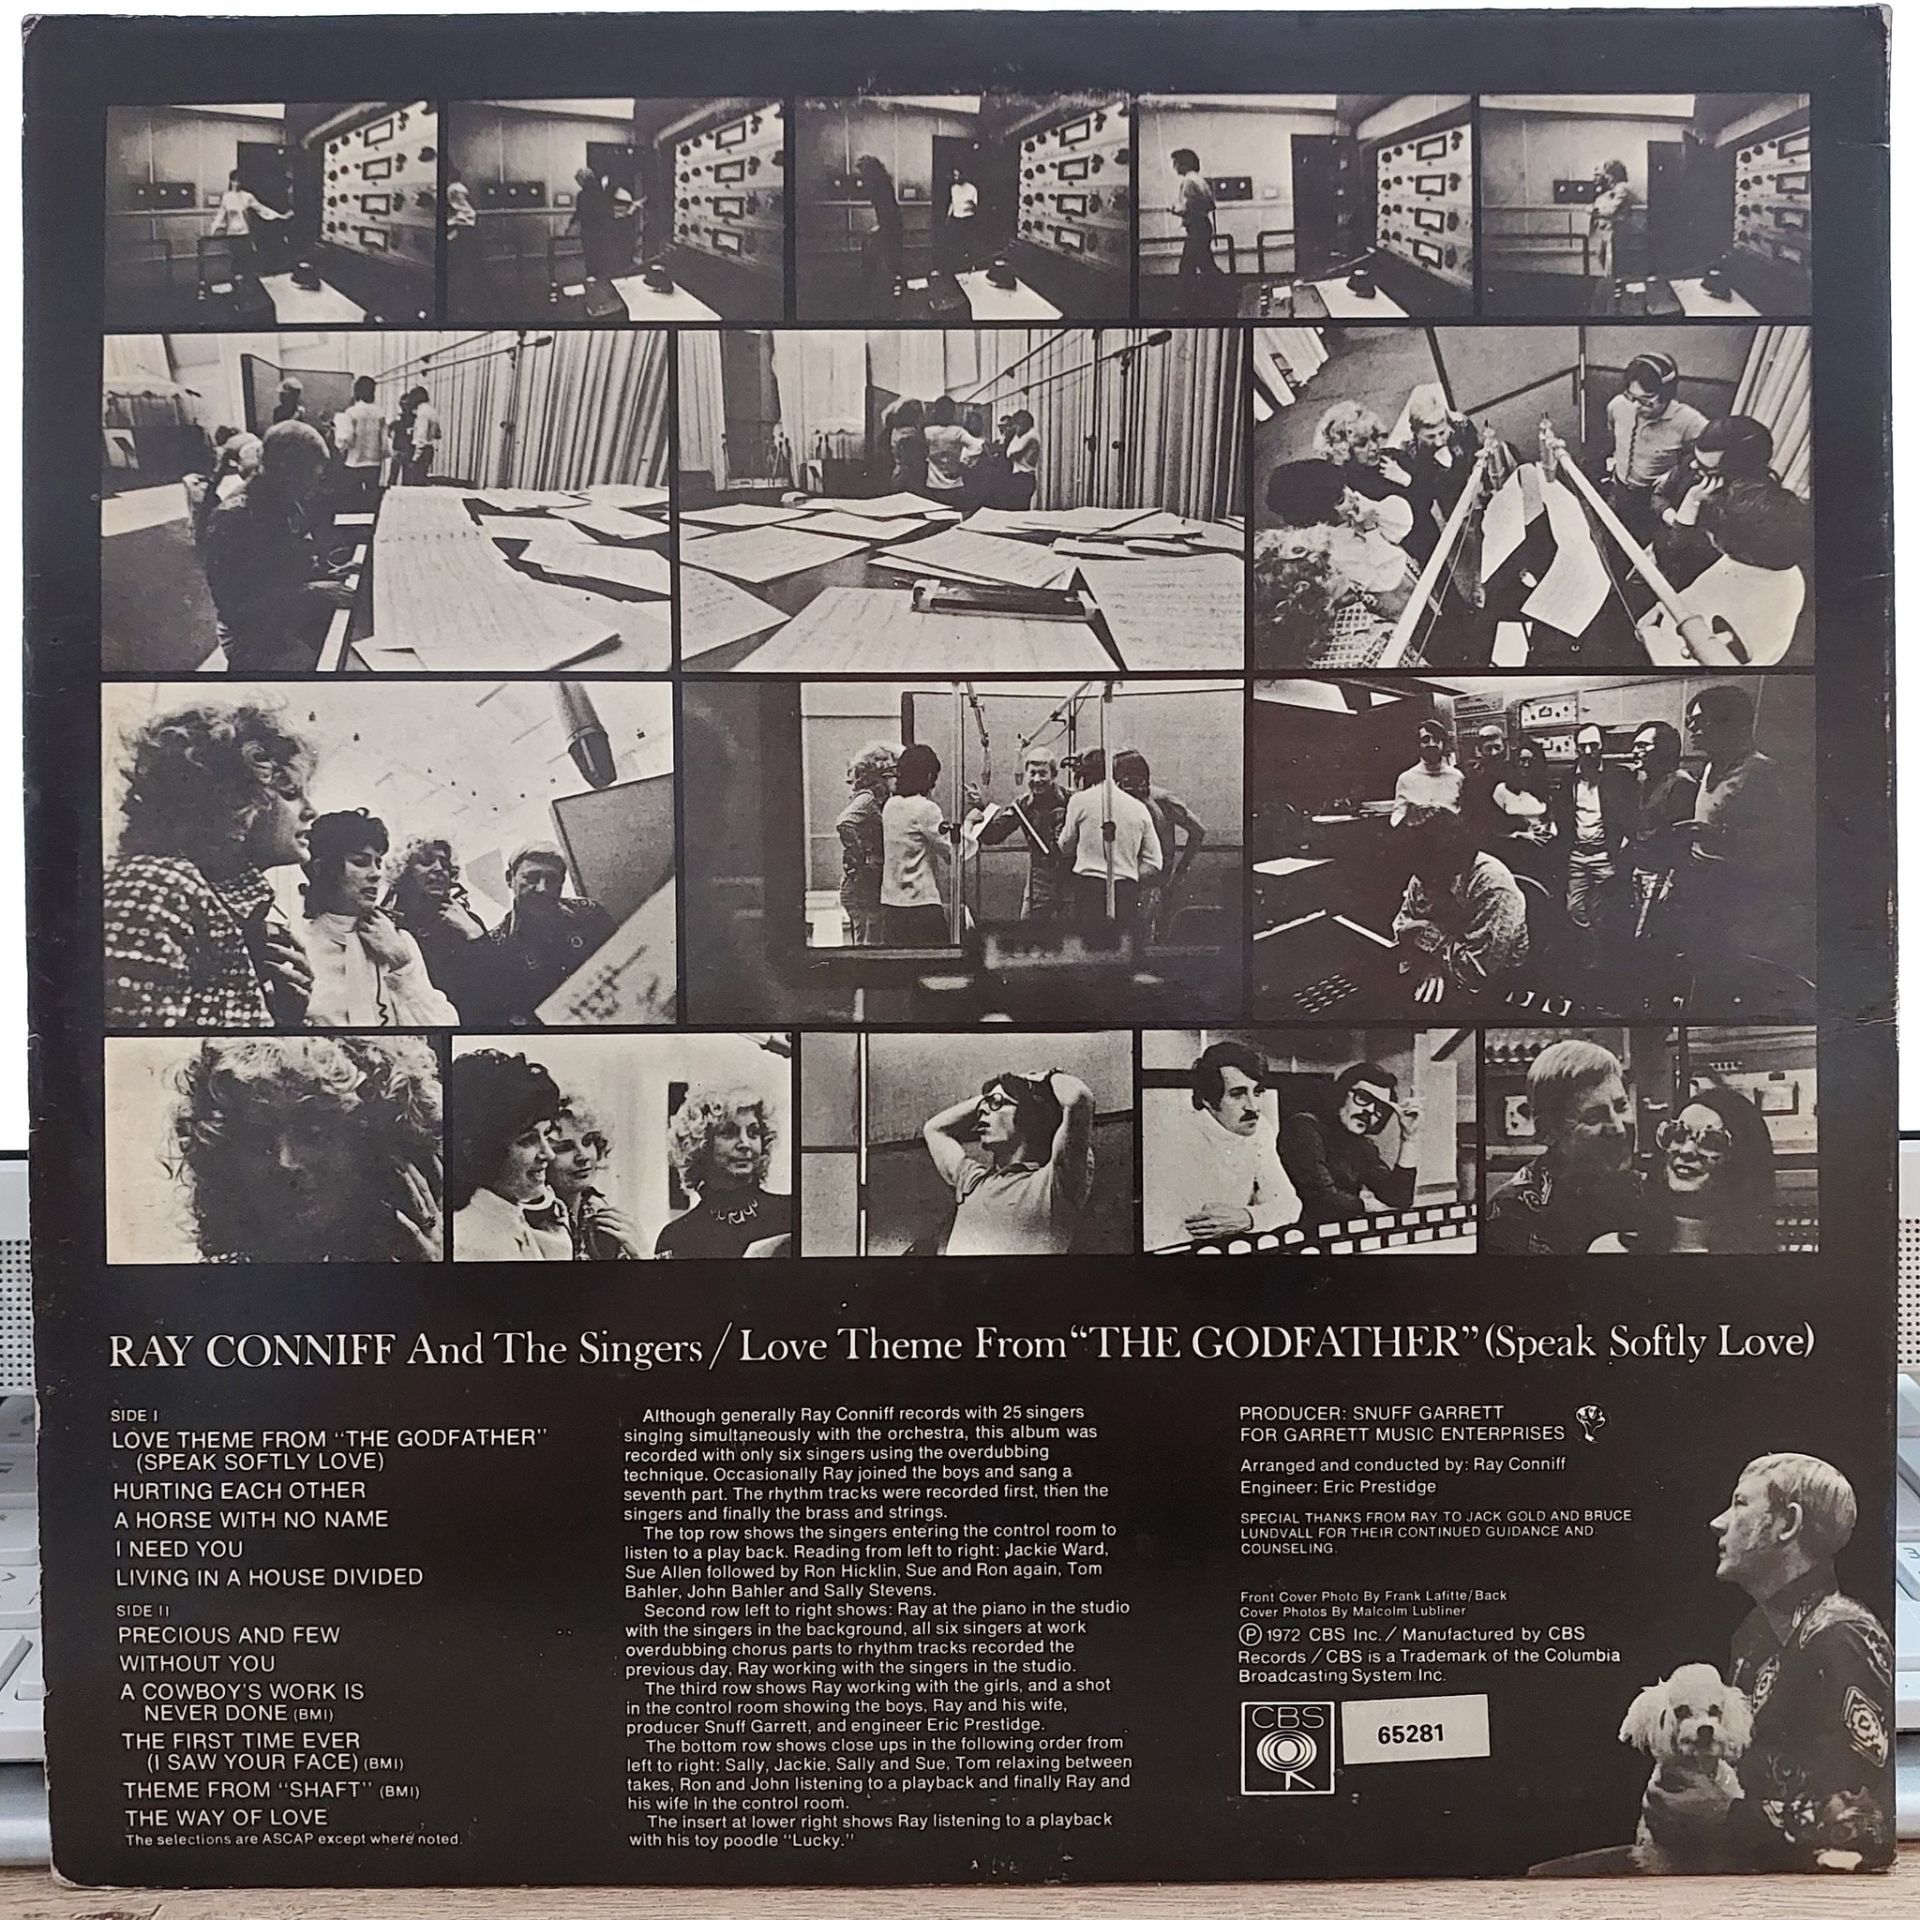 RAY CONNIFF And The Singers / Love Theme From “THE GODFATHER” (Speak Softly Love)
SIDE I
LOVE THEME FROM “THE GODFATHER”
(SPEAK SOFTLY LOVE)
HURTING EACH OTHER
A HORSE WITH NO NAME
I NEED YOU
LIVING IN A HOUSE DIVIDED
SIDE II
PRECIOUS AND FEW
WITHOUT YOU
A COWBOY'S WORK IS
NEVER DONE (BMI)
THE FIRST TIME EVER
(I SAW YOUR FACE) (BMI)
THEME FROM “SHAFT” (BMI)
THE WAY OF LOVE
The selections are ASCAP except where noted.
Although generally Ray Conniff records with 25 singers
singing simultaneously with the orchestra, this album was
recorded with only six singers using the overdubbing
technique. Occasionally Ray joined the boys and sang a
seventh part. The rhythm tracks were recorded first, then the
singers and finally the brass and strings.
The top row shows the singers entering the control room to
listen to a play back. Reading from left to right: Jackie Ward,
Sue Allen followed by Ron Hicklin, Sue and Ron again, Tom
Bahler, John Bahler and Sally Stevens.
Second row left to right shows: Ray at the piano in the studio
with the singers in the background, all six singers at work
overdubbing chorus parts to rhythm tracks recorded the
previous day, Ray working with the singers in the studio.
The third row shows Ray working with the girls, and a shot
in the control room showing the boys, Ray and his wife,
producer Snuff Garrett, and engineer Eric Prestidge.
The bottom row shows close ups in the following order from
left to right: Sally, Jackie, Sally and Sue, Tom relaxing between
takes, Ron and John listening to a playback and finally Ray and
his wife in the control room.
The insert at lower right shows Ray listening to a playback
with his toy poodle “Lucky.”
PRODUCER: SNUFF GARRETT
FOR GARRETT MUSIC ENTERPRISES
Arranged and conducted by: Ray Conniff
Engineer: Eric Prestidge
SPECIAL THANKS FROM RAY TO JACK GOLD AND BRUCE
LUNDVALL FOR THEIR CONTINUED GUIDANCE AND
COUNSELING.
Front Cover Photo By Frank Lafitte/Back
Cover Photos By Malcolm Lubliner
Ⓟ 1972 CBS Inc. / Manufactured by CBS
Records / CBS is a Trademark of the Columbia
Broadcasting System Inc.
CBS
65281